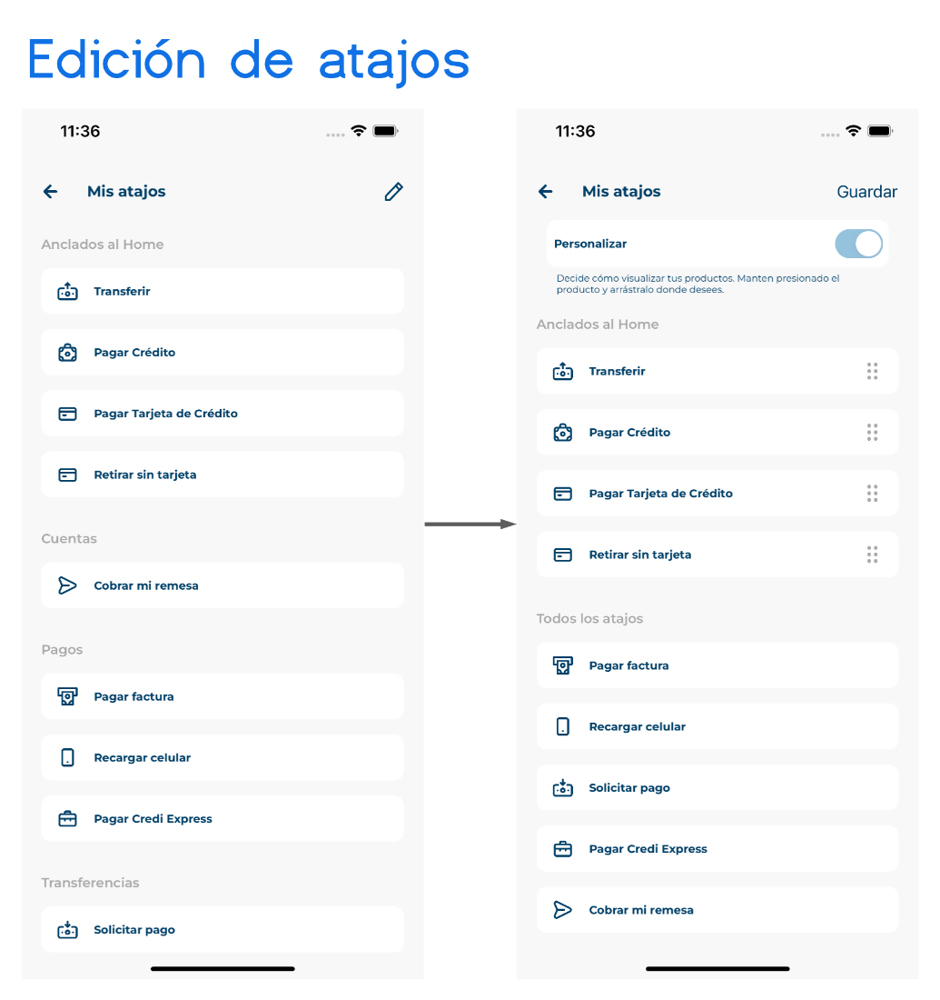 Edición de atajos
11:36
Mis atajos
Anclados al Home
Transferir
Pagar Crédito
Pagar Tarjeta de Crédito
Retirar sin tarjeta
Cuentas
Cobrar mi remesa
Pagos
Pagar factura
Recargar celular
Pagar Credi Express
Transferencias
Solicitar pago
11:36
Mis atajos
Guardar
Personalizar
Decide cómo visualizar tus productos. Manten presionado el
producto y arrástralo donde desees.
Anclados al Home
Transferir
Pagar Crédito
Pagar Tarjeta de Crédito
Retirar sin tarjeta
Todos los atajos
Pagar factura
Recargar celular
Solicitar pago
Pagar Credi Express
Cobrar mi remesa